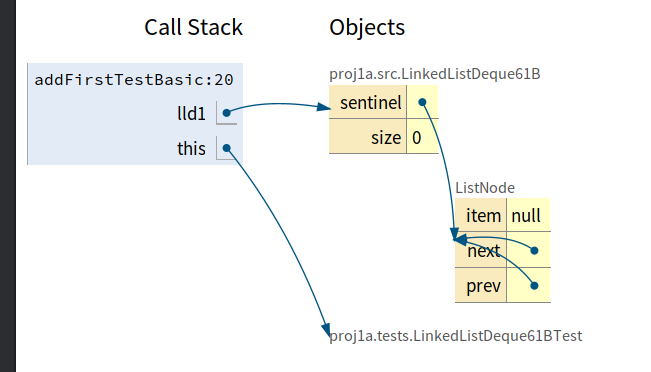 Call Stack
Objects
addFirstTestBasic:20
lld1
this
proj1a.src.LinkedListDeque61B
sentinel
size 0
ListNode
item null
next
prev
proj1a.tests.LinkedListDeque61BTest